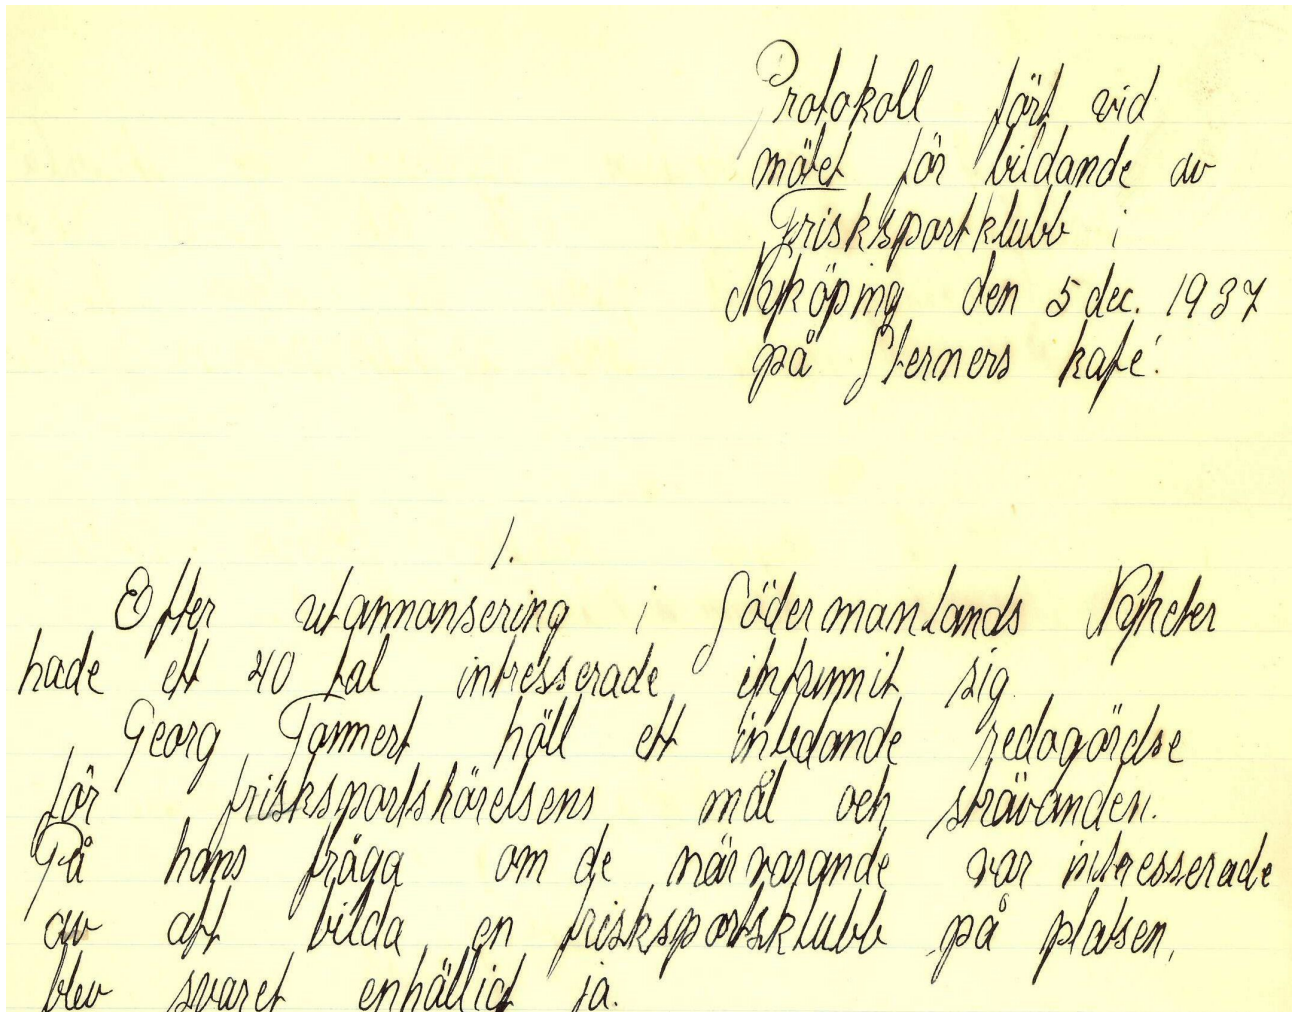 Protokoll fört vid
mötet för bildande av
Frisksportklubb i
Nyköping den 5 dec. 1937
på Sterners kafé.
1.
Efter utannonsering i Södermanlands Nyheter
hade ett 40 tal intresserade infunnit sig.
Georg Tannert höll ett inledande redogörelse
för frisksportsrörelsens mål och strävanden.
På hans fråga om de närvarande var intresserade
av att bilda en frisksportsklubb på platsen,
blev svaret enhälligt ja.